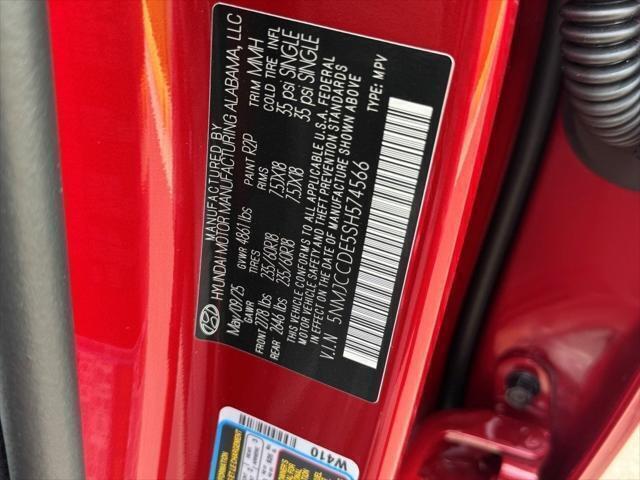 MANUFACTURED BY
HYUNDAI MOTOR MANUFACTURING ALABAMA, LLC
May/09/25 GVWR 4861 lbs PAINT R2P TRIM MMH
GAWR TIRES RIMS COLD TIRE INFL
FRONT 2778 lbs 235/60R18 7.5JX18 35 psi SINGLE
REAR 2646 lbs 235/60R18 7.5JX18 35 psi SINGLE
THIS VEHICLE CONFORMS TO ALL APPLICABLE U.S.A. FEDERAL
MOTOR VEHICLE SAFETY, BUMPER AND THEFT
PREVENTION STANDARDS IN EFFECT ON THE DATE OF MANUFACTURE SHOWN ABOVE
V.I.N 5NMJCCDE5SH574566 TYPE: MPV
W410